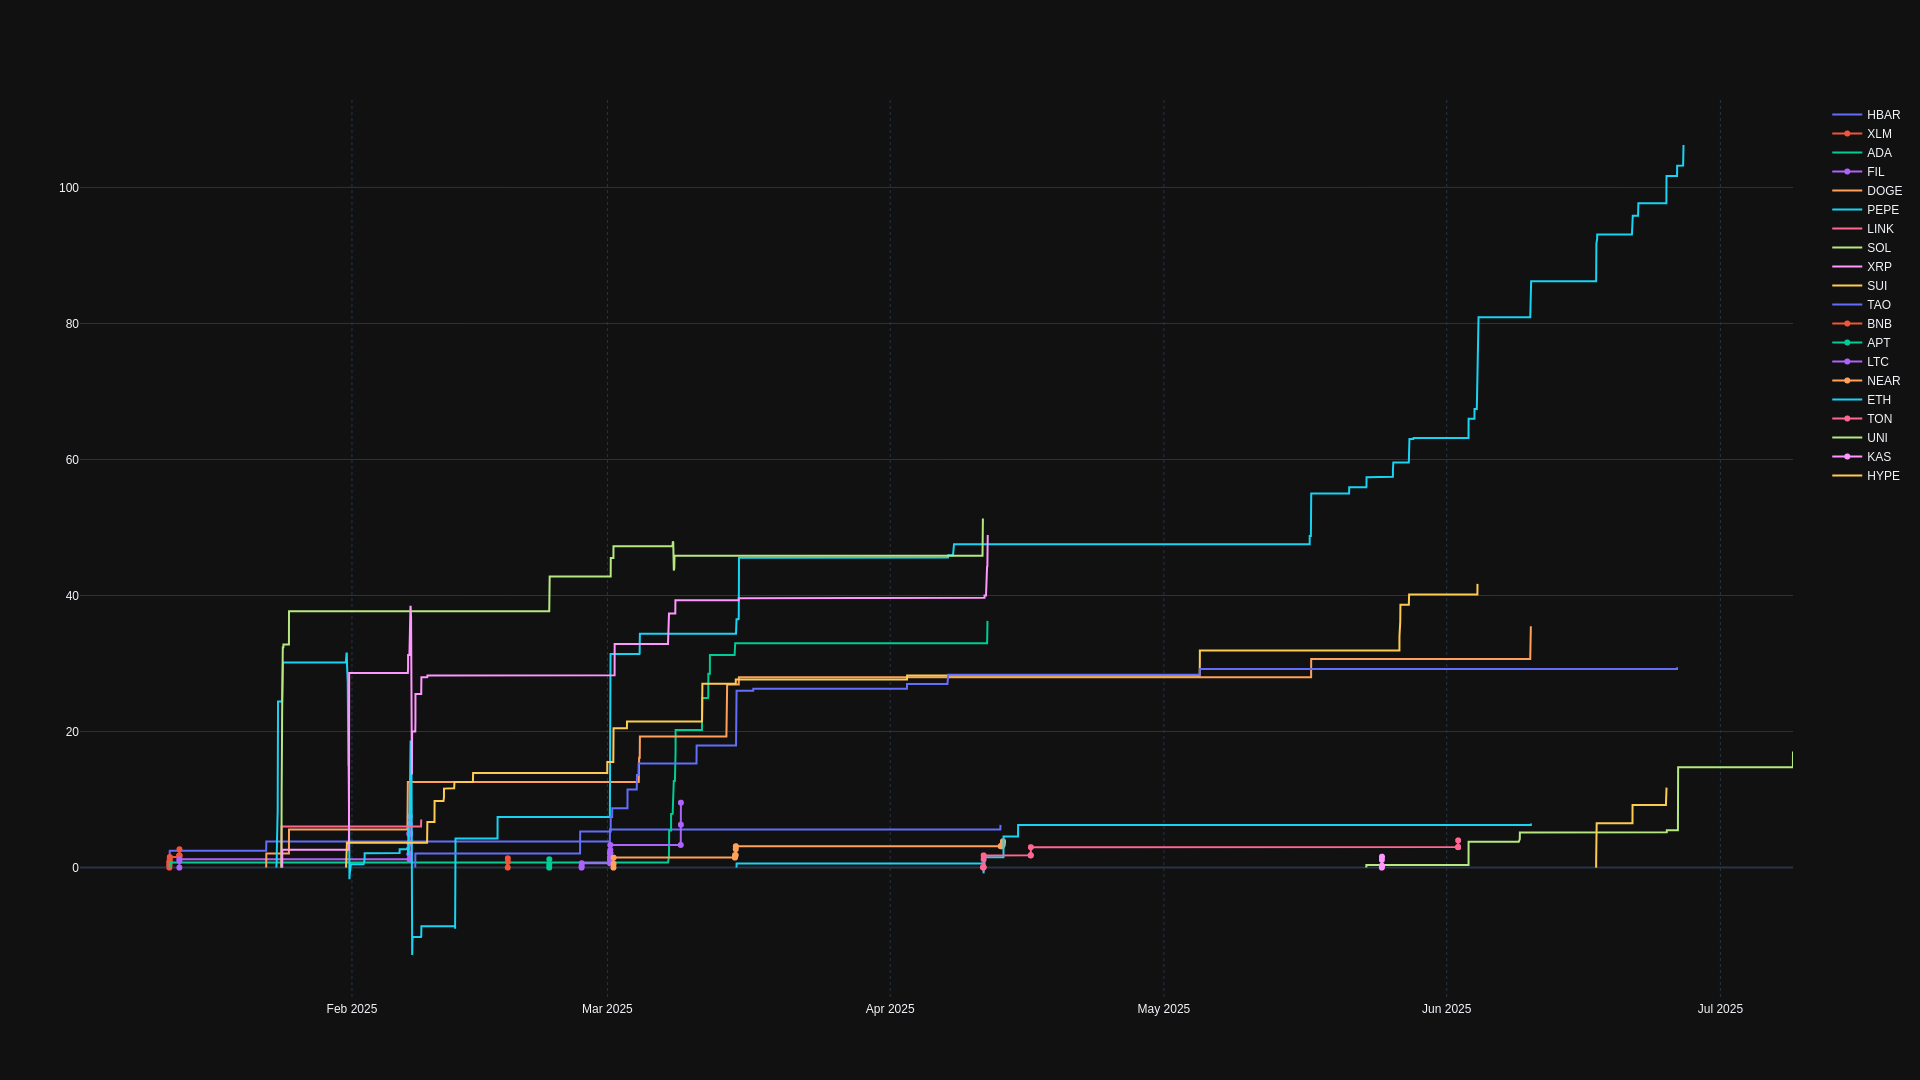 100
80
60
40
20
0
Feb 2025
Mar 2025
Apr 2025
May 2025
Jun 2025
Jul 2025
HBAR
XLM
ADA
FIL
DOGE
PEPE
LINK
SOL
XRP
SUI
TAO
BNB
APT
LTC
NEAR
ETH
TON
UNI
KAS
HYPE